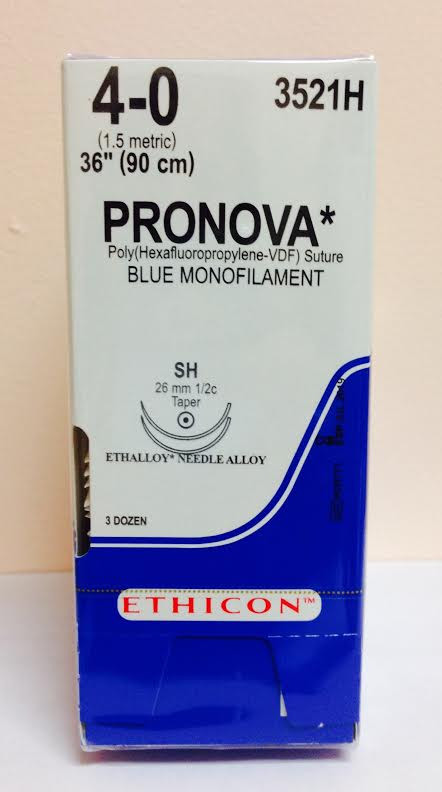 4-0
3521H
(1.5 metric)
36" (90 cm)
PRONOVA*
Poly(Hexafluoropropylene-VDF) Suture
BLUE MONOFILAMENT
SH
26 mm 1/2c
Taper
ETHALLOY* NEEDLE ALLOY
3 DOZEN
ETHICON™